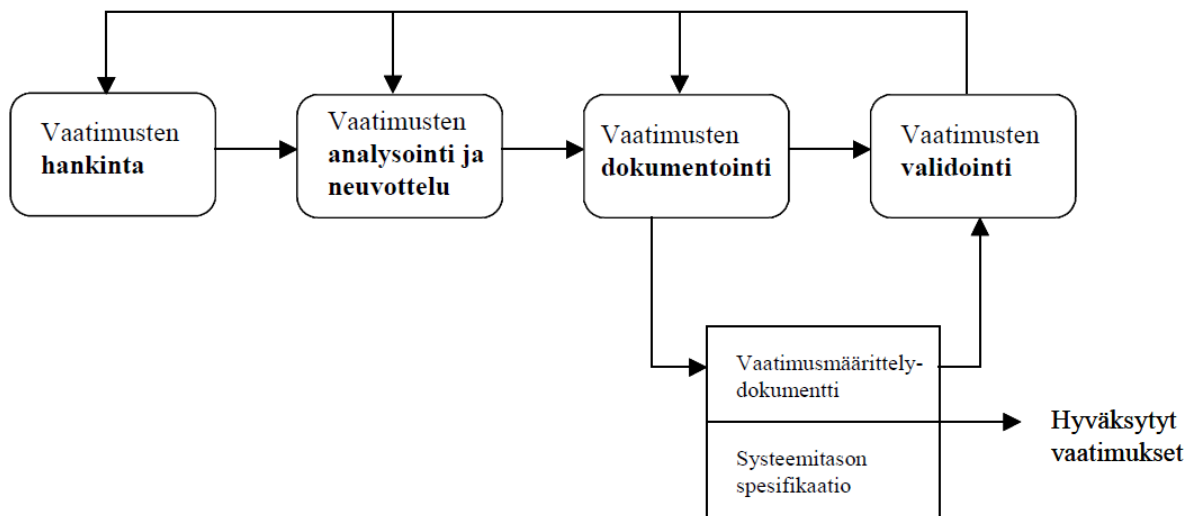 Vaatimusten
hankinta
Vaatimusten
analysointi ja
neuvottelu
Vaatimusten
dokumentointi
Vaatimusten
validointi
Vaatimusmäärittely-
dokumentti
Systeemitason
spesifikaatio
Hyväksytyt
vaatimukset